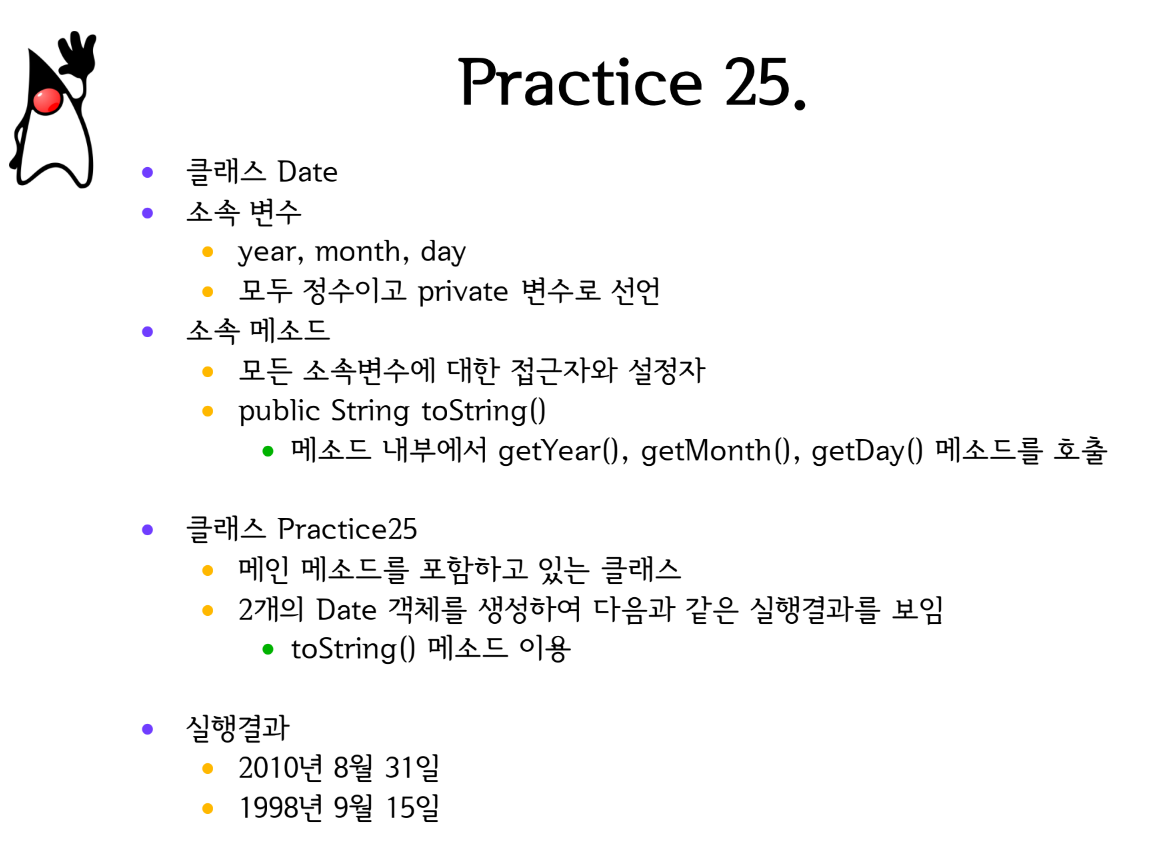 Practice 25.
클래스 Date
소속 변수
year, month, day
모두 정수이고 private 변수로 선언
소속 메소드
모든 소속변수에 대한 접근자와 설정자
public String toString()
메소드 내부에서 getYear(), getMonth(), getDay() 메소드를 호출
클래스 Practice25
메인 메소드를 포함하고 있는 클래스
2개의 Date 객체를 생성하여 다음과 같은 실행결과를 보임
toString() 메소드 이용
실행결과
2010년 8월 31일
1998년 9월 15일